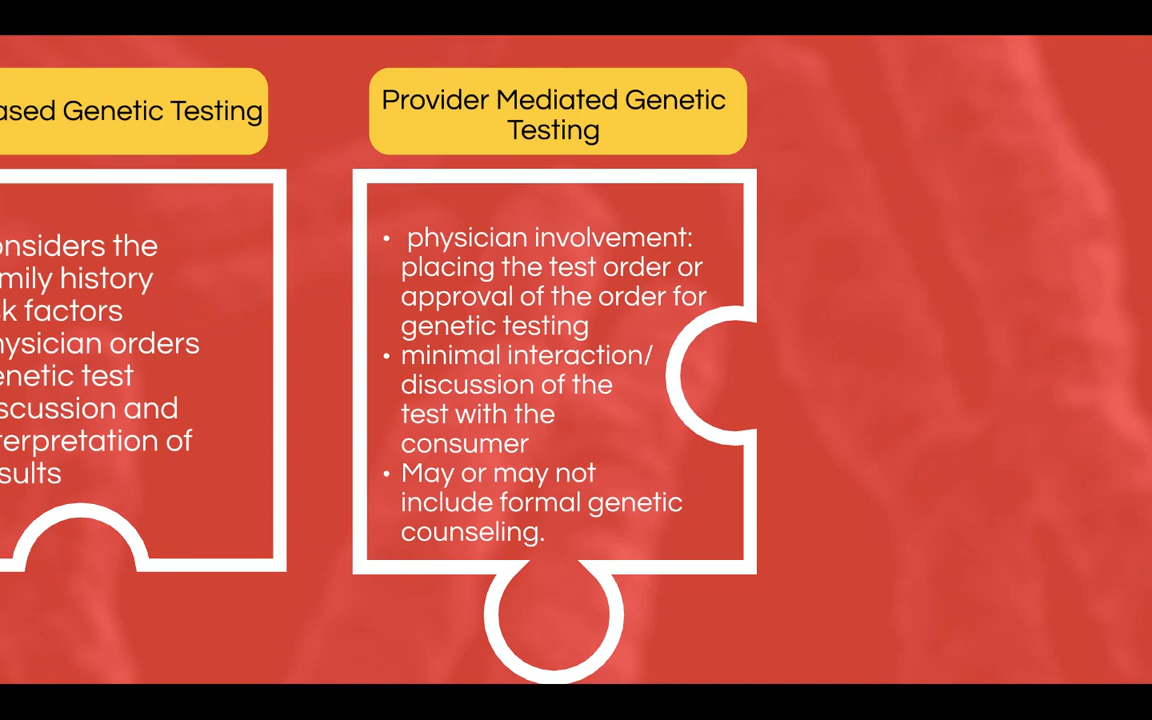 ased Genetic Testing
onsiders the
mily history
k factors
hysician orders
enetic test
scussion and
terpretation of
sults
Provider Mediated Genetic
Testing
• physician involvement:
placing the test order or
approval of the order for
genetic testing
• minimal interaction/
discussion of the
test with the
consumer
• May or may not
include formal genetic
counseling.